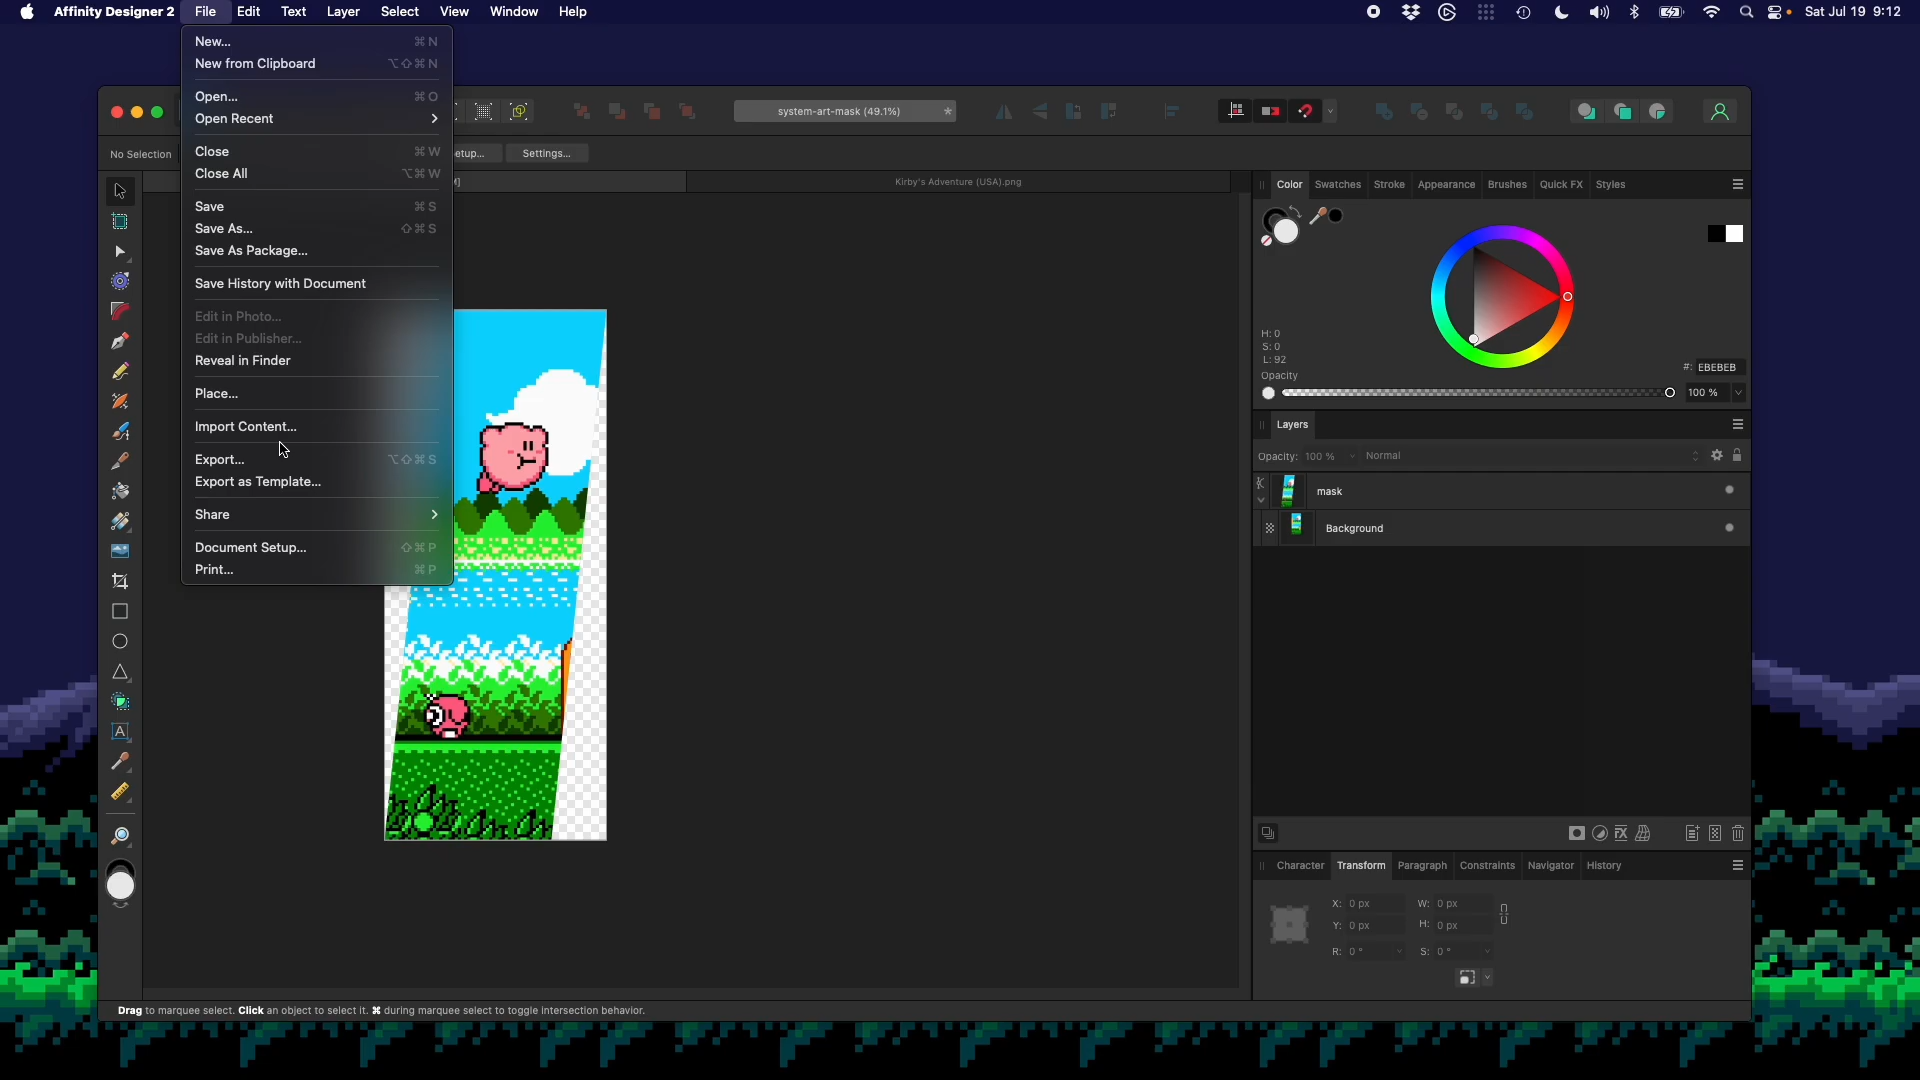 Affinity Designer 2 File Edit Text Layer Select View Window Help Sat Jul 19 9:12
New... ⌘ N
New from Clipboard ⌥⇧⌘ N
Open... ⌘ O
Open Recent
Close ⌘ W
Close All ⌥⌘ W
Save ⌘ S
Save As... ⇧⌘ S
Save As Package...
Save History with Document
Edit in Photo...
Edit in Publisher...
Reveal in Finder
Place...
Import Content...
Export... ⌥⇧⌘ S
Export as Template...
Share
Document Setup... ⇧⌘ P
Print... ⌘ P
system-art-mask (49.1%) *
No Selection etup... Settings...
Kirby's Adventure (USA).png
Color Swatches Stroke Appearance Brushes Quick FX Styles
H: 0
S: 0
L: 92
#: EBEBEB
Opacity
100 %
Layers
Opacity: 100 % Normal
mask
Background
Character Transform Paragraph Constraints Navigator History
X: 0 px W: 0 px
Y: 0 px H: 0 px
R: 0 ° S: 0 °
Drag to marquee select. Click an object to select it. ⌘ during marquee select to toggle intersection behavior.